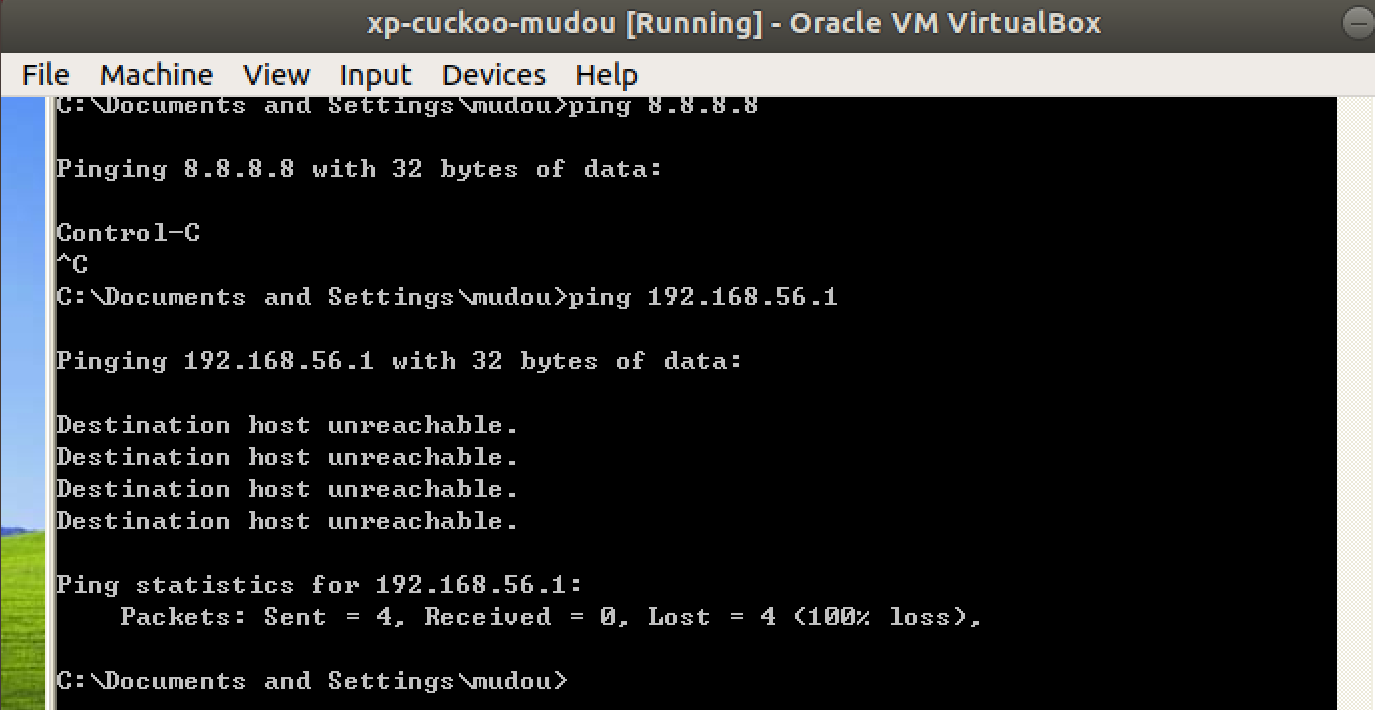 xp-cuckoo-mudou [Running] - Oracle VM VirtualBox
File Machine View Input Devices Help
C:\Documents and Settings\mudou>ping 8.8.8.8
Pinging 8.8.8.8 with 32 bytes of data:
Control-C
^C
C:\Documents and Settings\mudou>ping 192.168.56.1
Pinging 192.168.56.1 with 32 bytes of data:
Destination host unreachable.
Destination host unreachable.
Destination host unreachable.
Destination host unreachable.
Ping statistics for 192.168.56.1:
Packets: Sent = 4, Received = 0, Lost = 4 (100% loss),
C:\Documents and Settings\mudou>